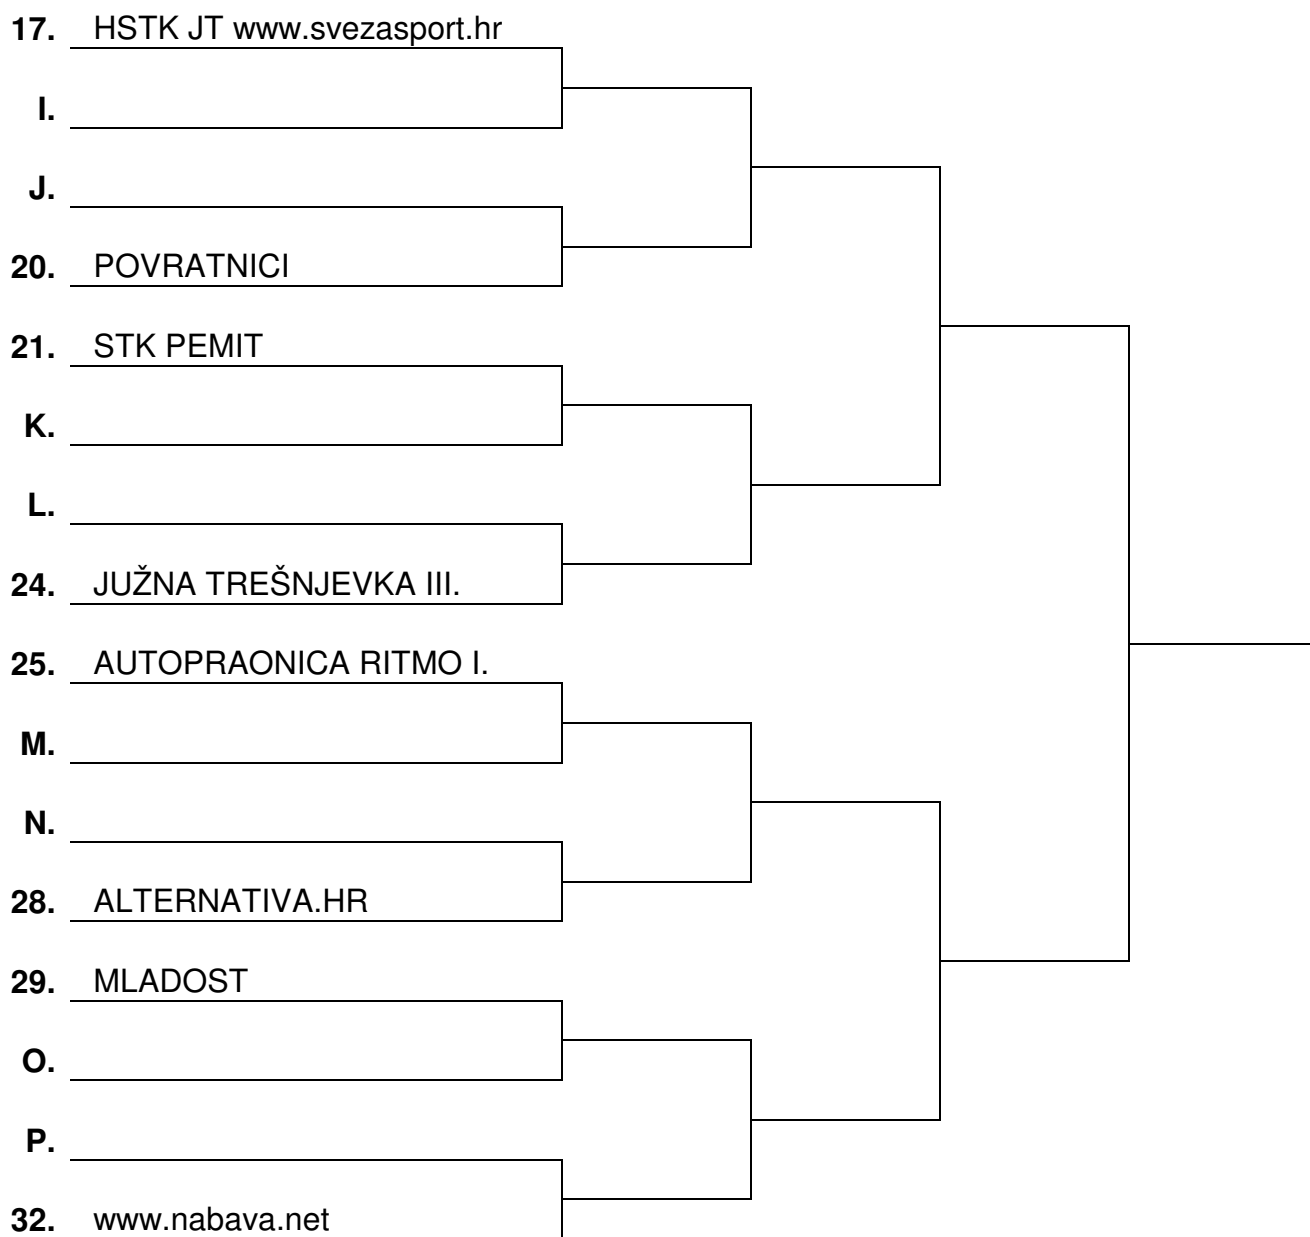 17. HSTK JT www.svezasport.hr
I.
J.
20. POVRATNICI
21. STK PEMIT
K.
L.
24. JUŽNA TREŠNJEVKA III.
25. AUTOPRAONICA RITMO I.
M.
N.
28. ALTERNATIVA.HR
29. MLADOST
O.
P.
32. www.nabava.net